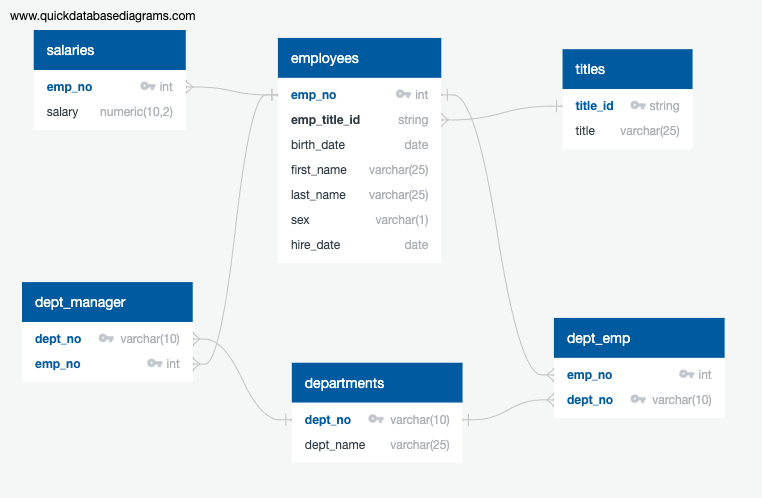 www.quickdatabasediagrams.com
salaries
emp_no int
salary numeric(10,2)
employees
emp_no int
emp_title_id string
birth_date date
first_name varchar(25)
last_name varchar(25)
sex varchar(1)
hire_date date
titles
title_id string
title varchar(25)
dept_manager
dept_no varchar(10)
emp_no int
departments
dept_no varchar(10)
dept_name varchar(25)
dept_emp
emp_no int
dept_no varchar(10)